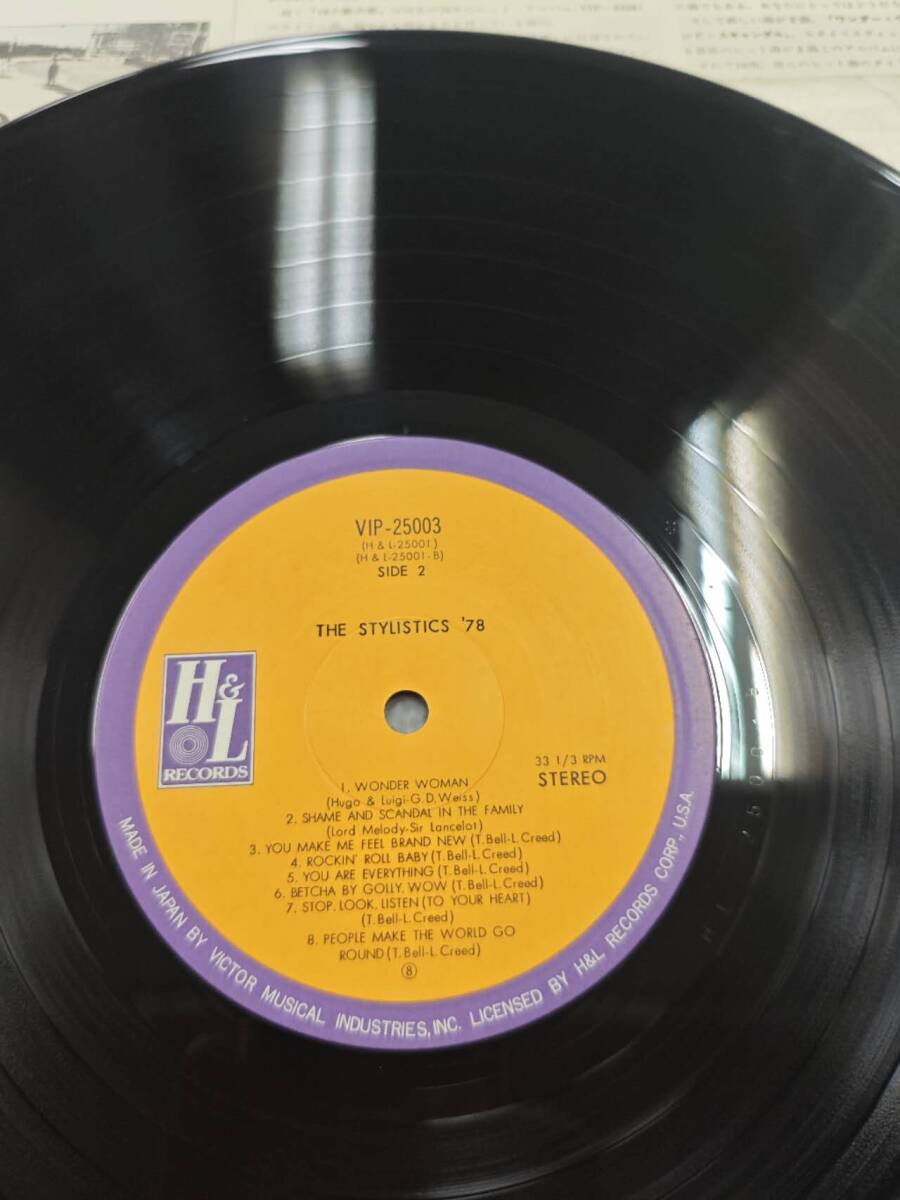 VIP-25003
(H & L-25001)
(H & L-25001-B)
SIDE 2
THE STYLISTICS '78
H&L
RECORDS
33 1/3 RPM
STEREO
1. WONDER WOMAN
(Hugo & Luigi-G.D.Weiss)
2. SHAME AND SCANDAL IN THE FAMILY
(Lord Melody-Sir Lancelot)
3. YOU MAKE ME FEEL BRAND NEW (T. Bell-L. Creed)
4. ROCKIN' ROLL BABY (T. Bell-L. Creed)
5. YOU ARE EVERYTHING (T. Bell-L. Creed)
6. BETCHA BY GOLLY, WOW (T. Bell-L. Creed)
7. STOP, LOOK, LISTEN (TO YOUR HEART)
(T. Bell-L. Creed)
8. PEOPLE MAKE THE WORLD GO
ROUND (T. Bell-L. Creed)
⑧
MADE IN JAPAN BY VICTOR MUSICAL INDUSTRIES, INC. LICENSED BY H&L RECORDS CORP., U.S.A.